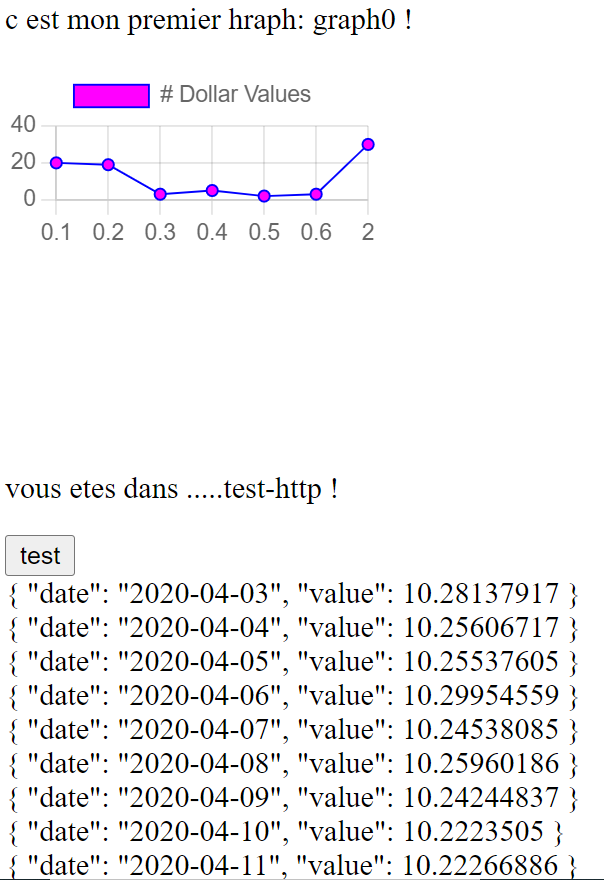 c est mon premier hraph: graph0 !
# Dollar Values
40
20
0
0.1 0.2 0.3 0.4 0.5 0.6 2
vous etes dans .....test-http !
test
{ "date": "2020-04-03", "value": 10.28137917 }
{ "date": "2020-04-04", "value": 10.25606717 }
{ "date": "2020-04-05", "value": 10.25537605 }
{ "date": "2020-04-06", "value": 10.29954559 }
{ "date": "2020-04-07", "value": 10.24538085 }
{ "date": "2020-04-08", "value": 10.25960186 }
{ "date": "2020-04-09", "value": 10.24244837 }
{ "date": "2020-04-10", "value": 10.2223505 }
{ "date": "2020-04-11", "value": 10.22266886 }